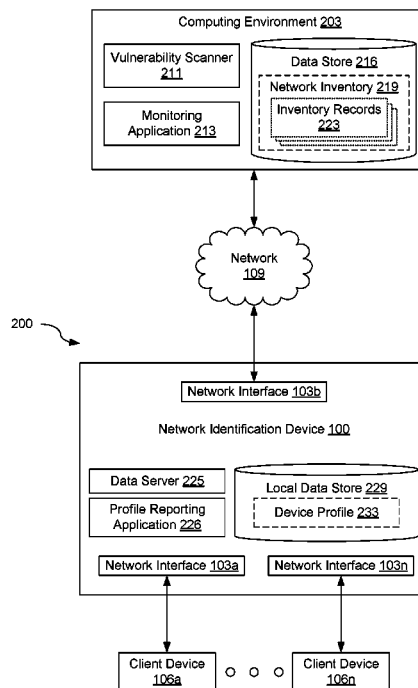 Computing Environment 203
Vulnerability Scanner
211
Data Store 216
Network Inventory 219
Monitoring
Application 213
Inventory Records
223
Network
109
200
Network Interface 103b
Network Identification Device 100
Data Server 225
Profile Reporting
Application 226
Local Data Store 229
Device Profile 233
Network Interface 103a
Network Interface 103n
Client Device
106a
Client Device
106n